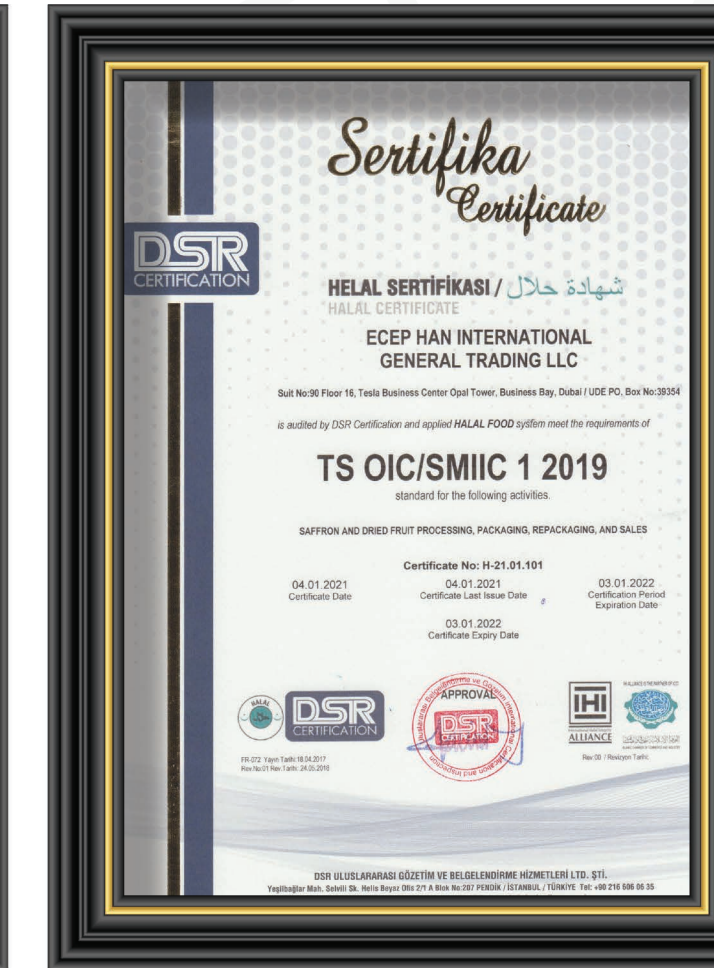 Sertifika
Certificate
DSR
CERTIFICATION
HELAL SERTİFİKASI / شهادة حلال
HALAL CERTIFICATE
ECEP HAN INTERNATIONAL
GENERAL TRADING LLC
Suit No:90 Floor 16, Tesla Business Center Opal Tower, Business Bay, Dubai / UDE PO, Box No:39354
is audited by DSR Certification and applied HALAL FOOD system meet the requirements of
TS OIC/SMIIC 1 2019
standard for the following activities.
SAFFRON AND DRIED FRUIT PROCESSING, PACKAGING, REPACKAGING, AND SALES
Certificate No: H-21.01.101
04.01.2021
Certificate Date
04.01.2021
Certificate Last Issue Date
03.01.2022
Certification Period
Expiration Date
03.01.2022
Certificate Expiry Date
HALAL
حلال
DSR
CERTIFICATION
APPROVAL
DSR
CERTIFICATION
IHI
ALLIANCE
FR-072 Yayın Tarihi:18.04.2017
Rev.No:01 Rev.Tarihi: 24.05.2018
Rev:00 / Revizyon Tarihi:
DSR ULUSLARARASI GÖZETİM VE BELGELENDİRME HİZMETLERİ LTD. ŞTİ.
Yeşilbağlar Mah. Selvili Sk. Helis Beyaz Ofis 2/1 A Blok No:207 PENDİK / İSTANBUL / TÜRKİYE Tel: +90 216 606 06 35